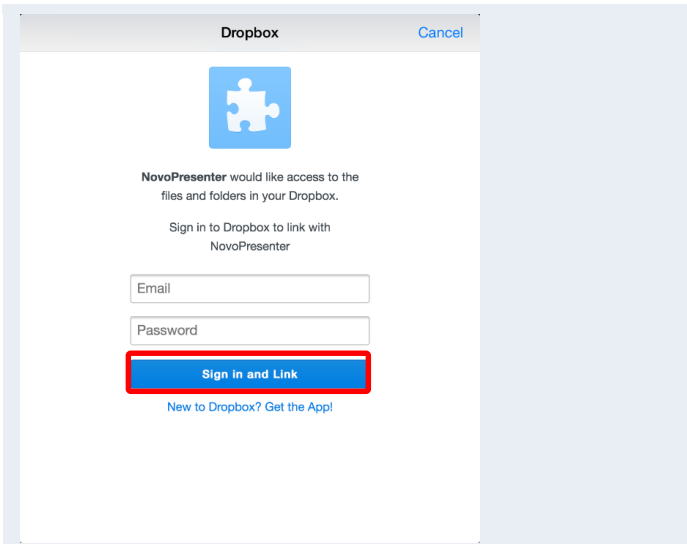 Dropbox Cancel
NovoPresenter would like access to the
files and folders in your Dropbox.
Sign in to Dropbox to link with
NovoPresenter
Email
Password
Sign in and Link
New to Dropbox? Get the App!